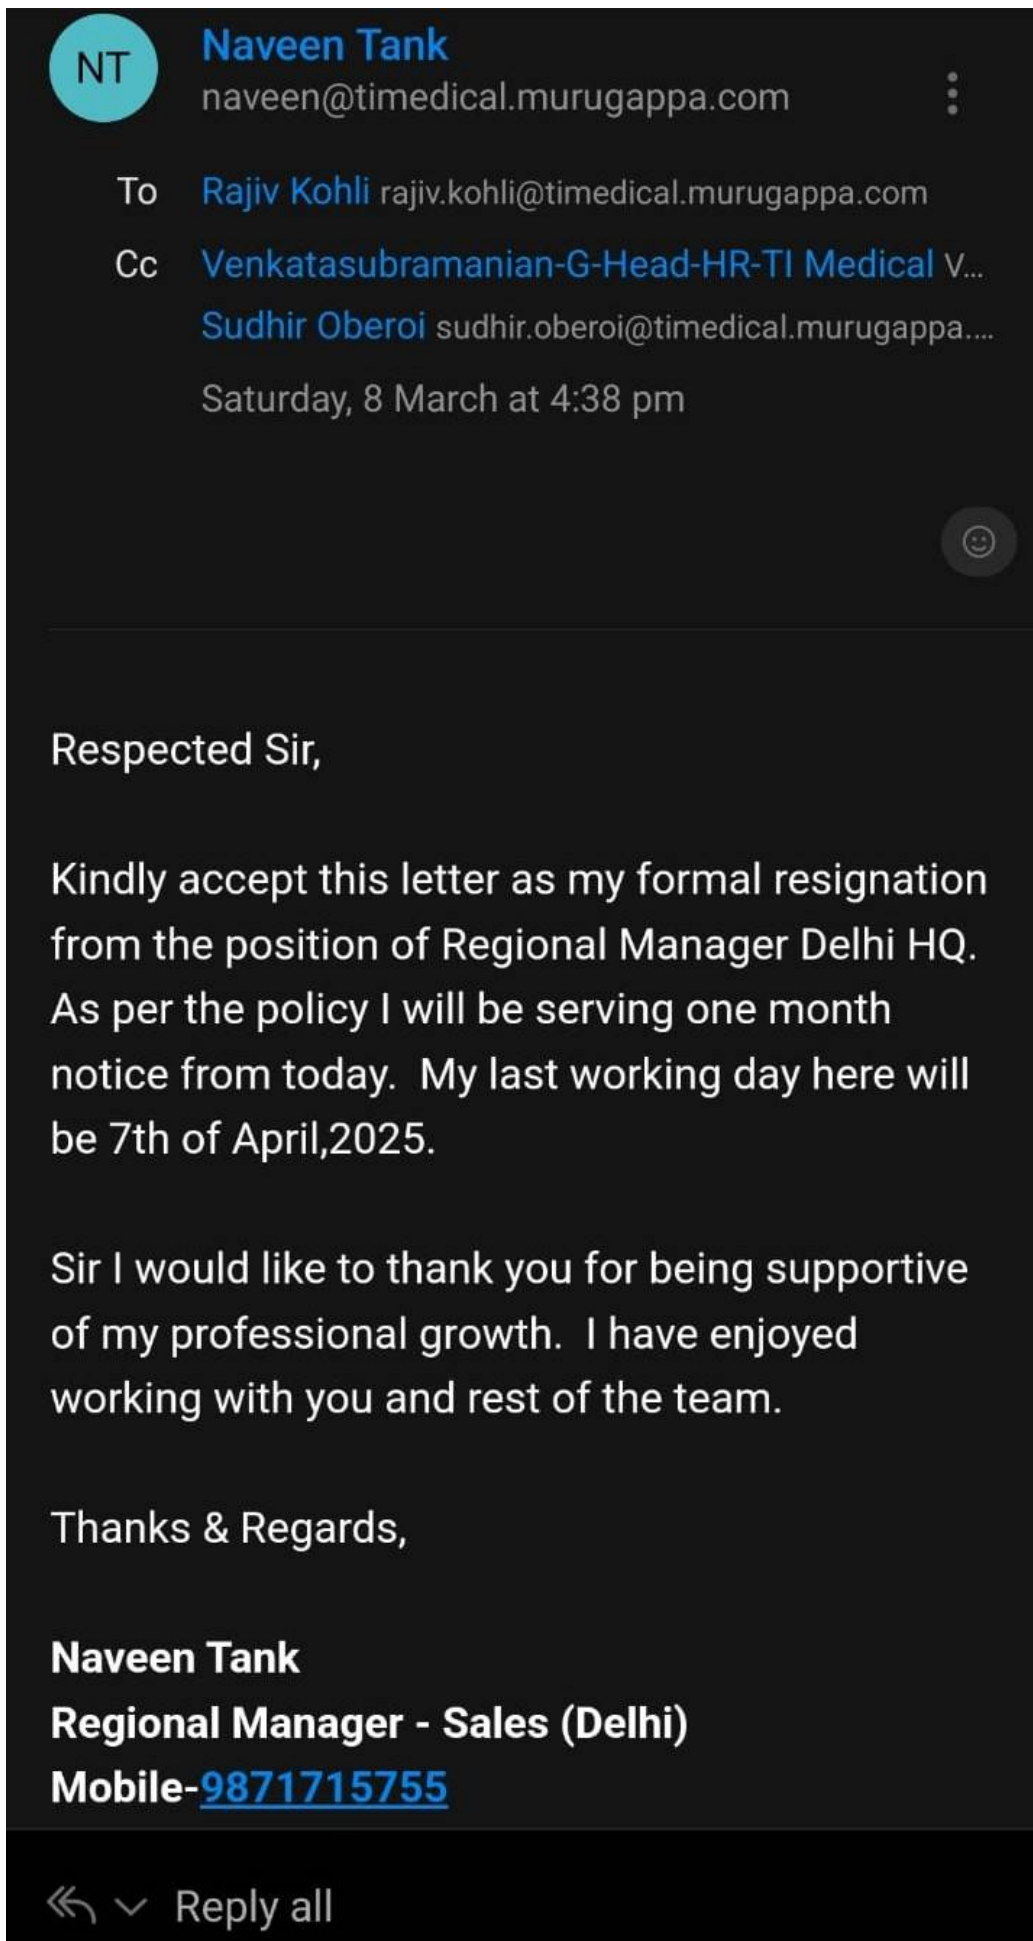 NT
Naveen Tank
naveen@timedical.murugappa.com
To Rajiv Kohli rajiv.kohli@timedical.murugappa.com
Cc Venkatasubramanian-G-Head-HR-TI Medical V...
Sudhir Oberoi sudhir.oberoi@timedical.murugappa....
Saturday, 8 March at 4:38 pm
Respected Sir,
Kindly accept this letter as my formal resignation
from the position of Regional Manager Delhi HQ.
As per the policy I will be serving one month
notice from today.  My last working day here will
be 7th of April,2025.
Sir I would like to thank you for being supportive
of my professional growth.  I have enjoyed
working with you and rest of the team.
Thanks & Regards,
Naveen Tank
Regional Manager - Sales (Delhi)
Mobile-9871715755
Reply all